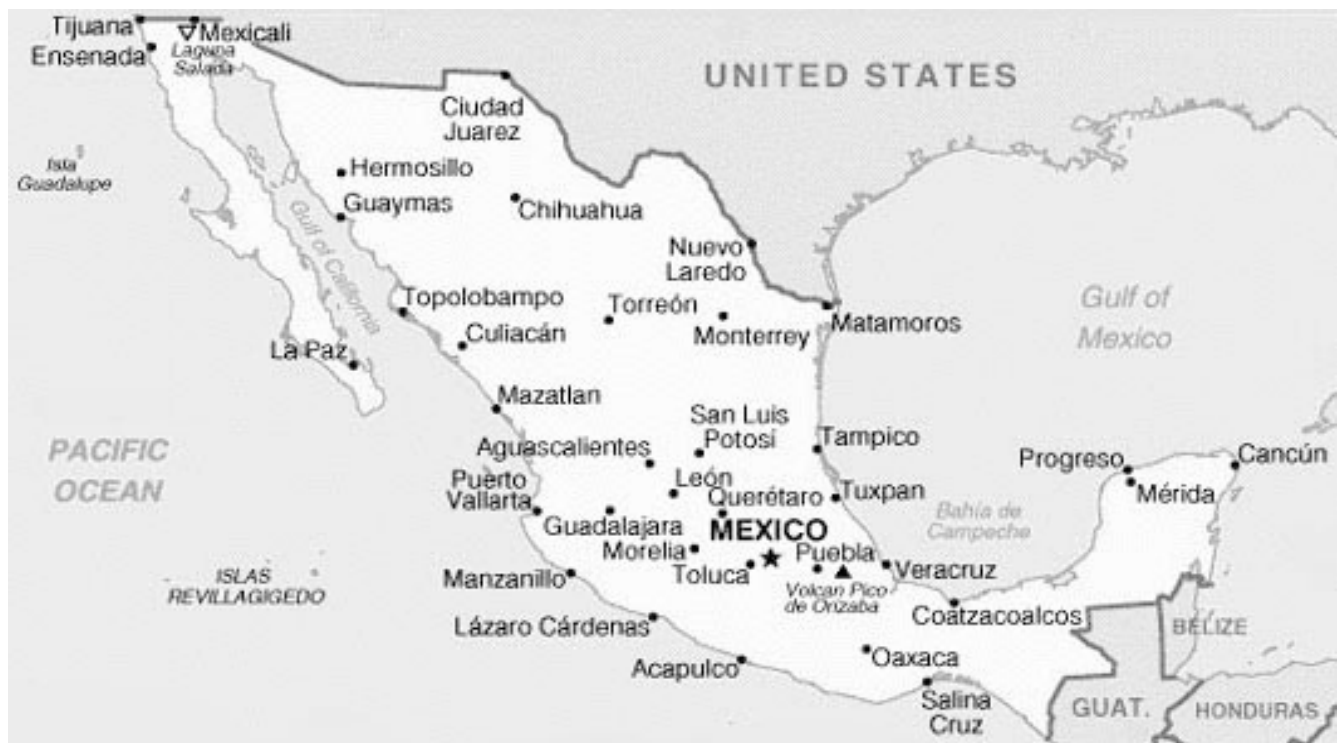 Tijuana
Mexicali
Ensenada
Laguna
Salada
UNITED STATES
Ciudad
Juarez
Isla
Guadalupe
Hermosillo
Guaymas
Chihuahua
Nuevo
Laredo
Gulf of California
Topolobampo
Torreón
Monterrey
Matamoros
Gulf of
Mexico
Culiacán
La Paz
Mazatlan
San Luis
Potosí
Tampico
Aguascalientes
PACIFIC
OCEAN
Progreso
Cancún
Mérida
Puerto
Vallarta
León
Querétaro
Tuxpan
Bahía de
Campeche
Guadalajara
MEXICO
Morelia
Puebla
Toluca
Veracruz
Manzanillo
Volcan Pico
de Orizaba
ISLAS
REVILLAGIGEDO
Coatzacoalcos
Lázaro Cárdenas
BELIZE
Acapulco
Oaxaca
Salina
Cruz
GUAT.
HONDURAS